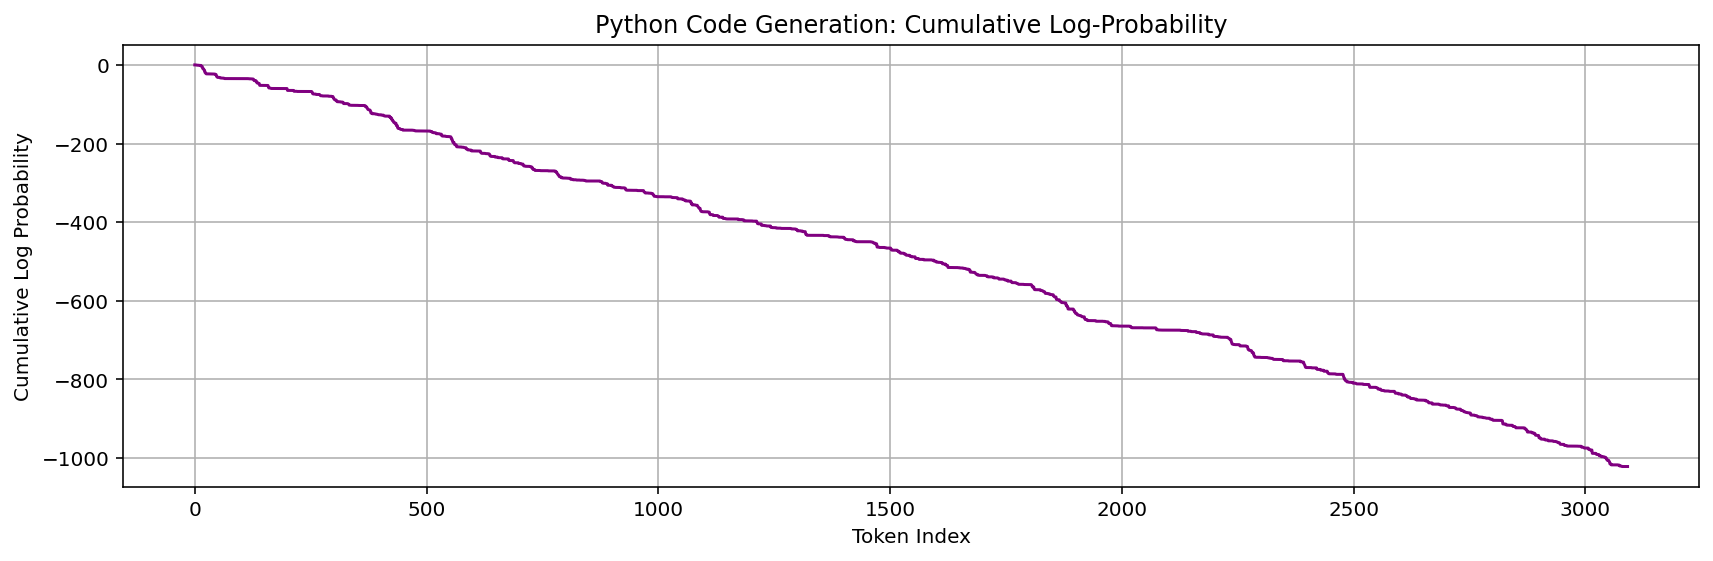 Python Code Generation: Cumulative Log-Probability
Cumulative Log Probability
0
−200
−400
−600
−800
−1000
0 500 1000 1500 2000 2500 3000
Token Index